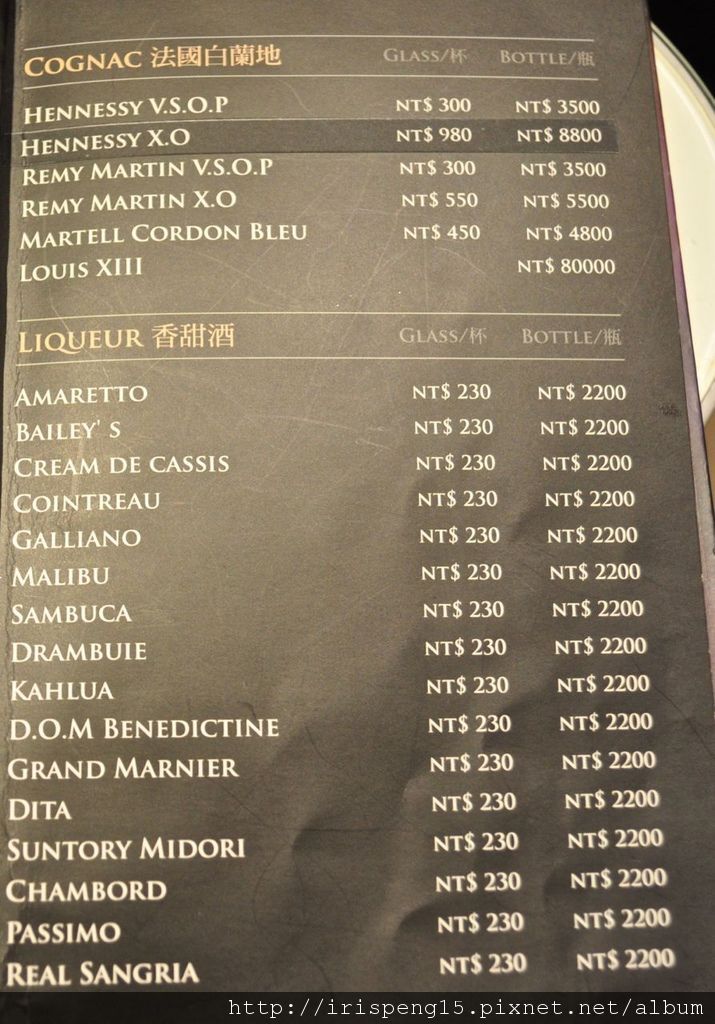 COGNAC 法國白蘭地 GLASS/杯 BOTTLE/瓶
HENNESSY V.S.O.P NT$ 300 NT$ 3500
HENNESSY X.O NT$ 980 NT$ 8800
REMY MARTIN V.S.O.P NT$ 300 NT$ 3500
REMY MARTIN X.O NT$ 550 NT$ 5500
MARTELL CORDON BLEU NT$ 450 NT$ 4800
LOUIS XIII NT$ 80000
LIQUEUR 香甜酒 GLASS/杯 BOTTLE/瓶
AMARETTO NT$ 230 NT$ 2200
BAILEY' S NT$ 230 NT$ 2200
CREAM DE CASSIS NT$ 230 NT$ 2200
COINTREAU NT$ 230 NT$ 2200
GALLIANO NT$ 230 NT$ 2200
MALIBU NT$ 230 NT$ 2200
SAMBUCA NT$ 230 NT$ 2200
DRAMBUIE NT$ 230 NT$ 2200
KAHLUA NT$ 230 NT$ 2200
D.O.M BENEDICTINE NT$ 230 NT$ 2200
GRAND MARNIER NT$ 230 NT$ 2200
DITA NT$ 230 NT$ 2200
SUNTORY MIDORI NT$ 230 NT$ 2200
CHAMBORD NT$ 230 NT$ 2200
PASSIMO NT$ 230 NT$ 2200
REAL SANGRIA NT$ 230 NT$ 2200
http://irispeng15.pixnet.net/album